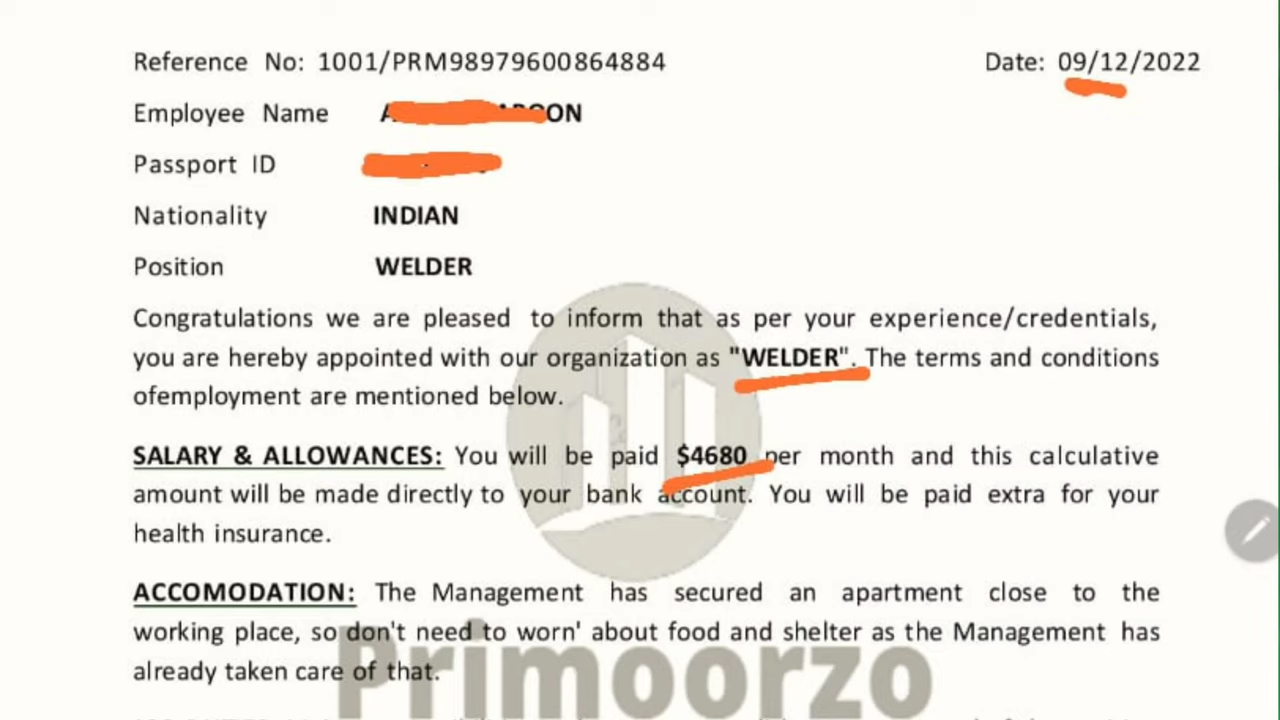 Reference No: 1001/PRM98979600864884 Date: 09/12/2022
Employee Name ON
Passport ID
Nationality INDIAN
Position WELDER
Congratulations we are pleased to inform that as per your experience/credentials,
you are hereby appointed with our organization as "WELDER". The terms and conditions
ofemployment are mentioned below.
SALARY & ALLOWANCES: You will be paid $4680 per month and this calculative
amount will be made directly to your bank account. You will be paid extra for your
health insurance.
ACCOMODATION: The Management has secured an apartment close to the
working place, so don't need to worn' about food and shelter as the Management has
already taken care of that.
Primoorzo